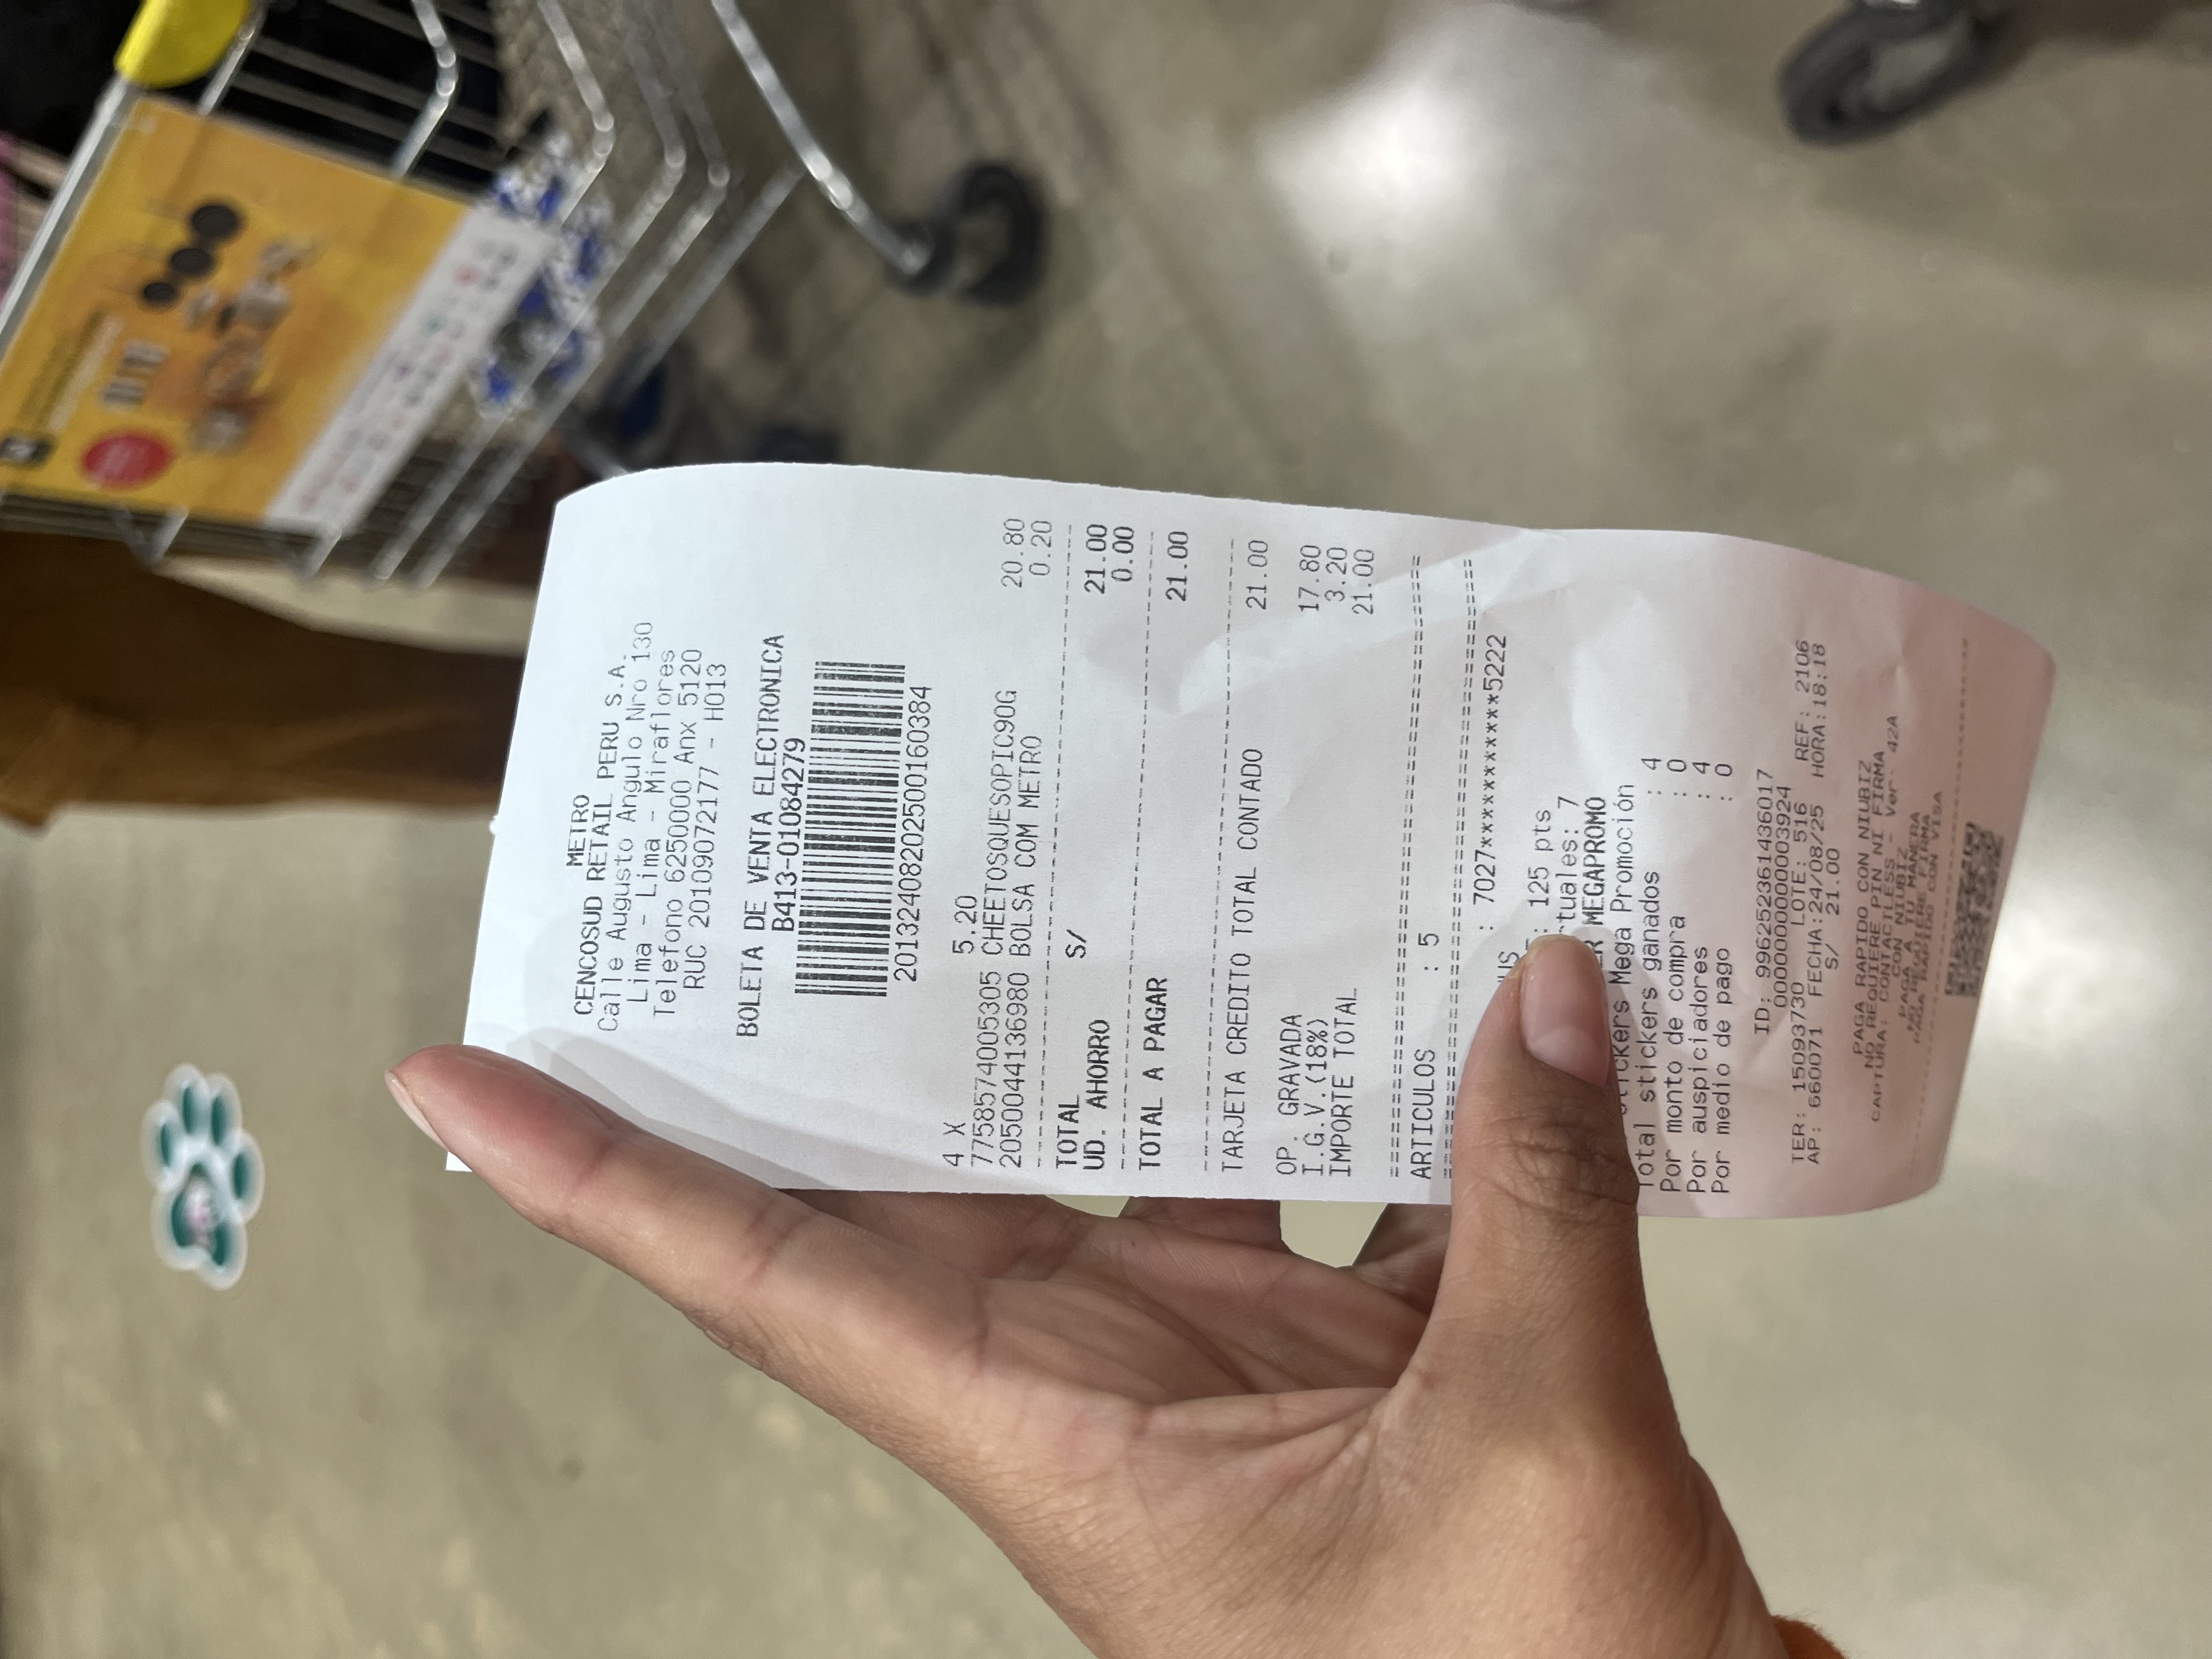 METRO
CENCOSUD RETAIL PERU S.A.
Calle Augusto Angulo Nro 130
Lima - Lima - Miraflores
Telefono 6250000 Anx 5120
RUC 20109072177 - H013
BOLETA DE VENTA ELECTRONICA
B413-01084279
20132408202500160384
4 X 5.20
7758574005305 CHEETOSQUESOPIC90G 20.80
2050044136980 BOLSA COM METRO 0.20
TOTAL S/ 21.00
UD. AHORRO 0.00
TOTAL A PAGAR 21.00
TARJETA CREDITO TOTAL CONTADO 21.00
OP. GRAVADA 17.80
I.G.V.(18%) 3.20
IMPORTE TOTAL 21.00
ARTICULOS : 5
: 7027***********5222
: 125 pts
: 7
MEGAPROMO
stickers Mega Promoción
Total stickers ganados : 4
Por monto de compra : 0
Por auspiciadores : 4
Por medio de pago : 0
ID: 996252361436017
0000000000003924
TER: 15093730 LOTE: 516 REF: 2106
AP: 660071 FECHA:24/08/25 HORA:18:18
S/ 21.00
PAGA RAPIDO CON NIUBIZ
NO REQUIERE PIN NI FIRMA
CAPTURA: CONTACTLESS - Ver. 42A
CON NIUBIZ
PAGA A TU MANERA
NO REQUIERE FIRMA
PAGA RAPIDO CON VISA